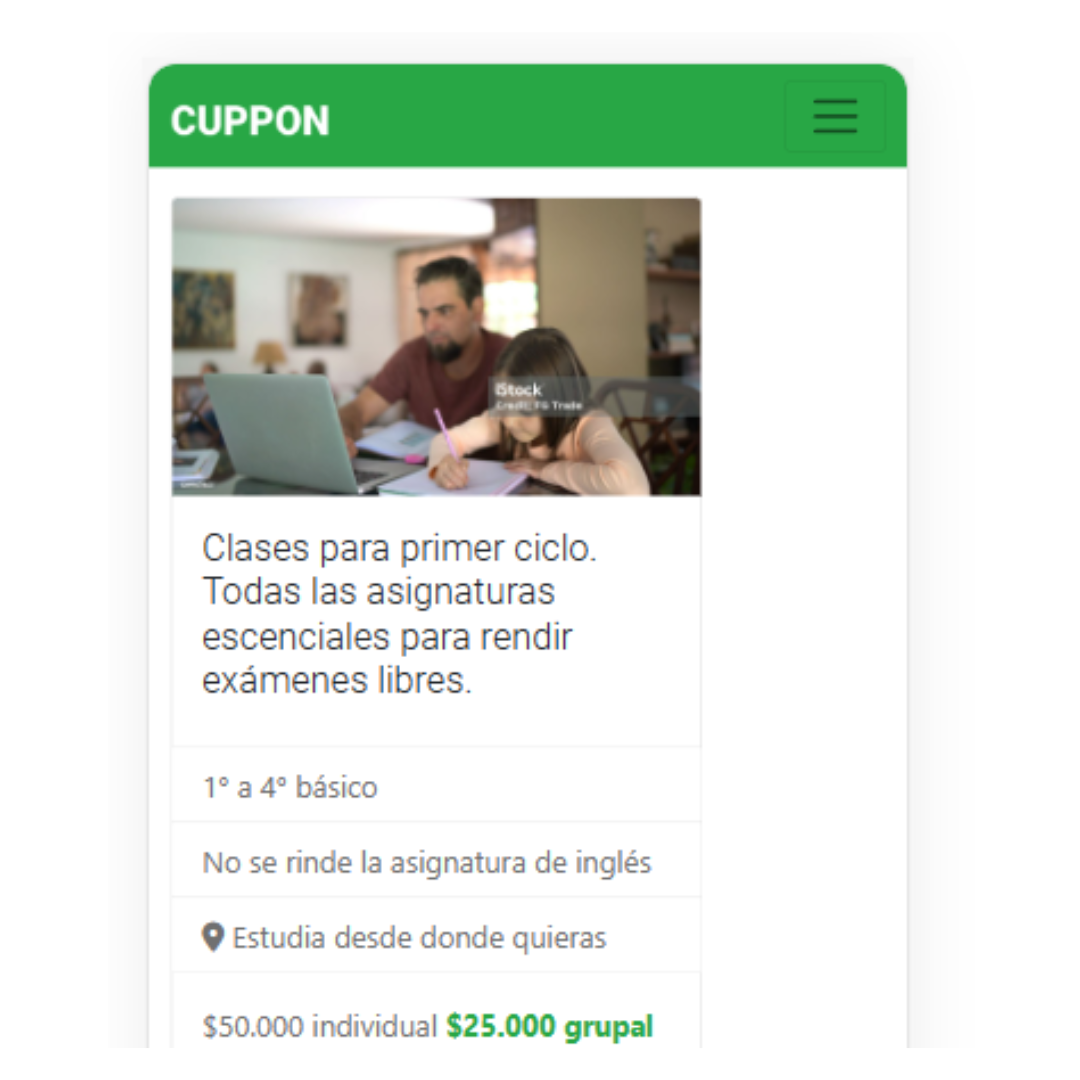 CUPPON
iStock
Credit: FG Trade
Clases para primer ciclo.
Todas las asignaturas
escenciales para rendir
exámenes libres.
1° a 4° básico
No se rinde la asignatura de inglés
Estudia desde donde quieras
$50.000 individual $25.000 grupal